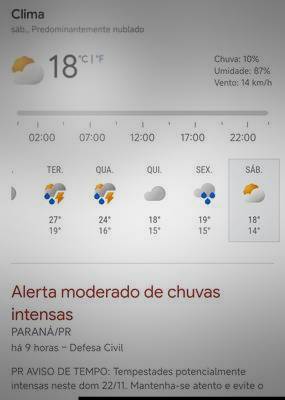 Clima
sáb., Predominantemente nublado
18 °C | °F
Chuva: 10%
Umidade: 87%
Vento: 14 km/h
02:00 07:00 12:00 17:00 22:00
TER. QUA. QUI. SEX. SÁB.
27° 24° 18° 19° 18°
19° 16° 15° 15° 14°
Alerta moderado de chuvas
intensas
PARANÁ/PR
há 9 horas – Defesa Civil
PR AVISO DE TEMPO: Tempestades potencialmente
intensas neste dom 22/11. Mantenha-se atento e evite o